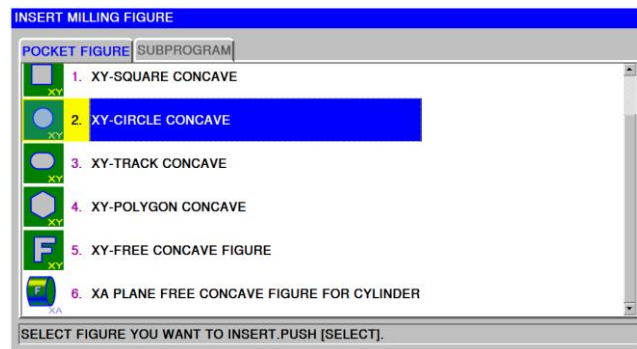 INSERT MILLING FIGURE
POCKET FIGURE SUBPROGRAM
XY 1. XY-SQUARE CONCAVE
XY 2. XY-CIRCLE CONCAVE
XY 3. XY-TRACK CONCAVE
XY 4. XY-POLYGON CONCAVE
F XY 5. XY-FREE CONCAVE FIGURE
F XA 6. XA PLANE FREE CONCAVE FIGURE FOR CYLINDER
SELECT FIGURE YOU WANT TO INSERT.PUSH [SELECT].